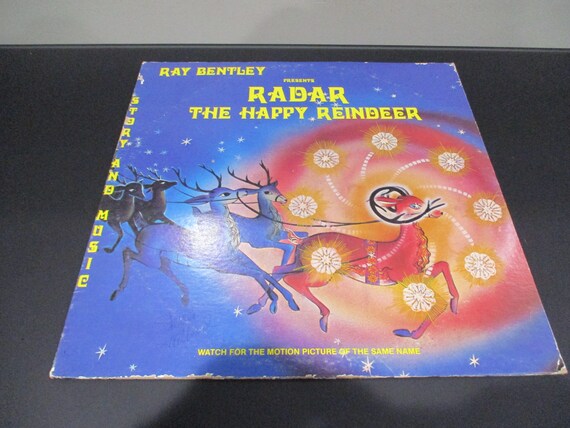 RAY BENTLEY
PRESENTS
RADAR
THE HAPPY REINDEER
STORY AND MUSIC
WATCH FOR THE MOTION PICTURE OF THE SAME NAME